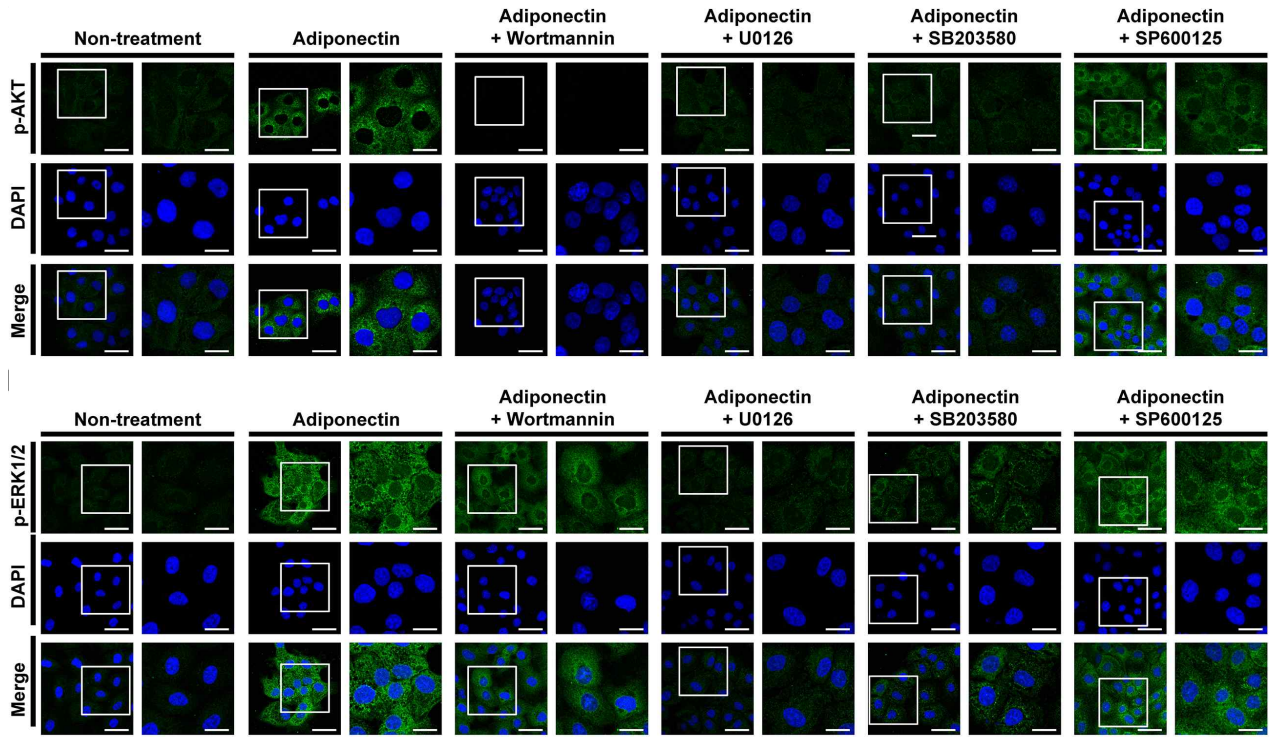 Non-treatment
Adiponectin
Adiponectin
+ Wortmannin
Adiponectin
+ U0126
Adiponectin
+ SB203580
Adiponectin
+ SP600125
p-AKT
DAPI
Merge
Non-treatment
Adiponectin
Adiponectin
+ Wortmannin
Adiponectin
+ U0126
Adiponectin
+ SB203580
Adiponectin
+ SP600125
p-ERK1/2
DAPI
Merge